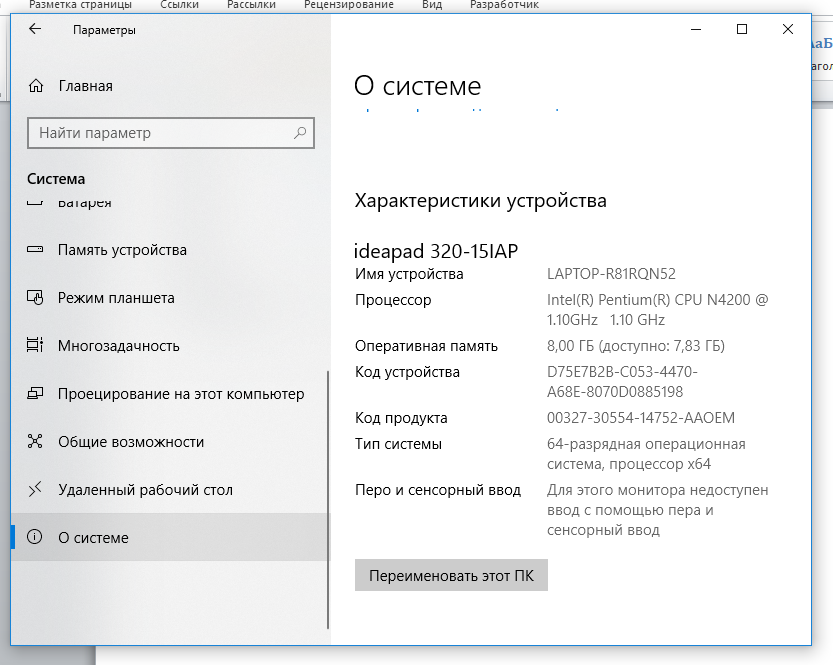 Разметка страницы Ссылки Рассылки Рецензирование Вид Разработчик
Параметры
Главная
Найти параметр
Система
Батарея
Память устройства
Режим планшета
Многозадачность
Проецирование на этот компьютер
Общие возможности
Удаленный рабочий стол
О системе
О системе
Характеристики устройства
ideapad 320-15IAP
Имя устройства LAPTOP-R81RQN52
Процессор Intel(R) Pentium(R) CPU N4200 @
1.10GHz 1.10 GHz
Оперативная память 8,00 ГБ (доступно: 7,83 ГБ)
Код устройства D75E7B2B-C053-4470-
A68E-8070D0885198
Код продукта 00327-30554-14752-AAOEM
Тип системы 64-разрядная операционная
система, процессор x64
Перо и сенсорный ввод Для этого монитора недоступен
ввод с помощью пера и
сенсорный ввод
Переименовать этот ПК